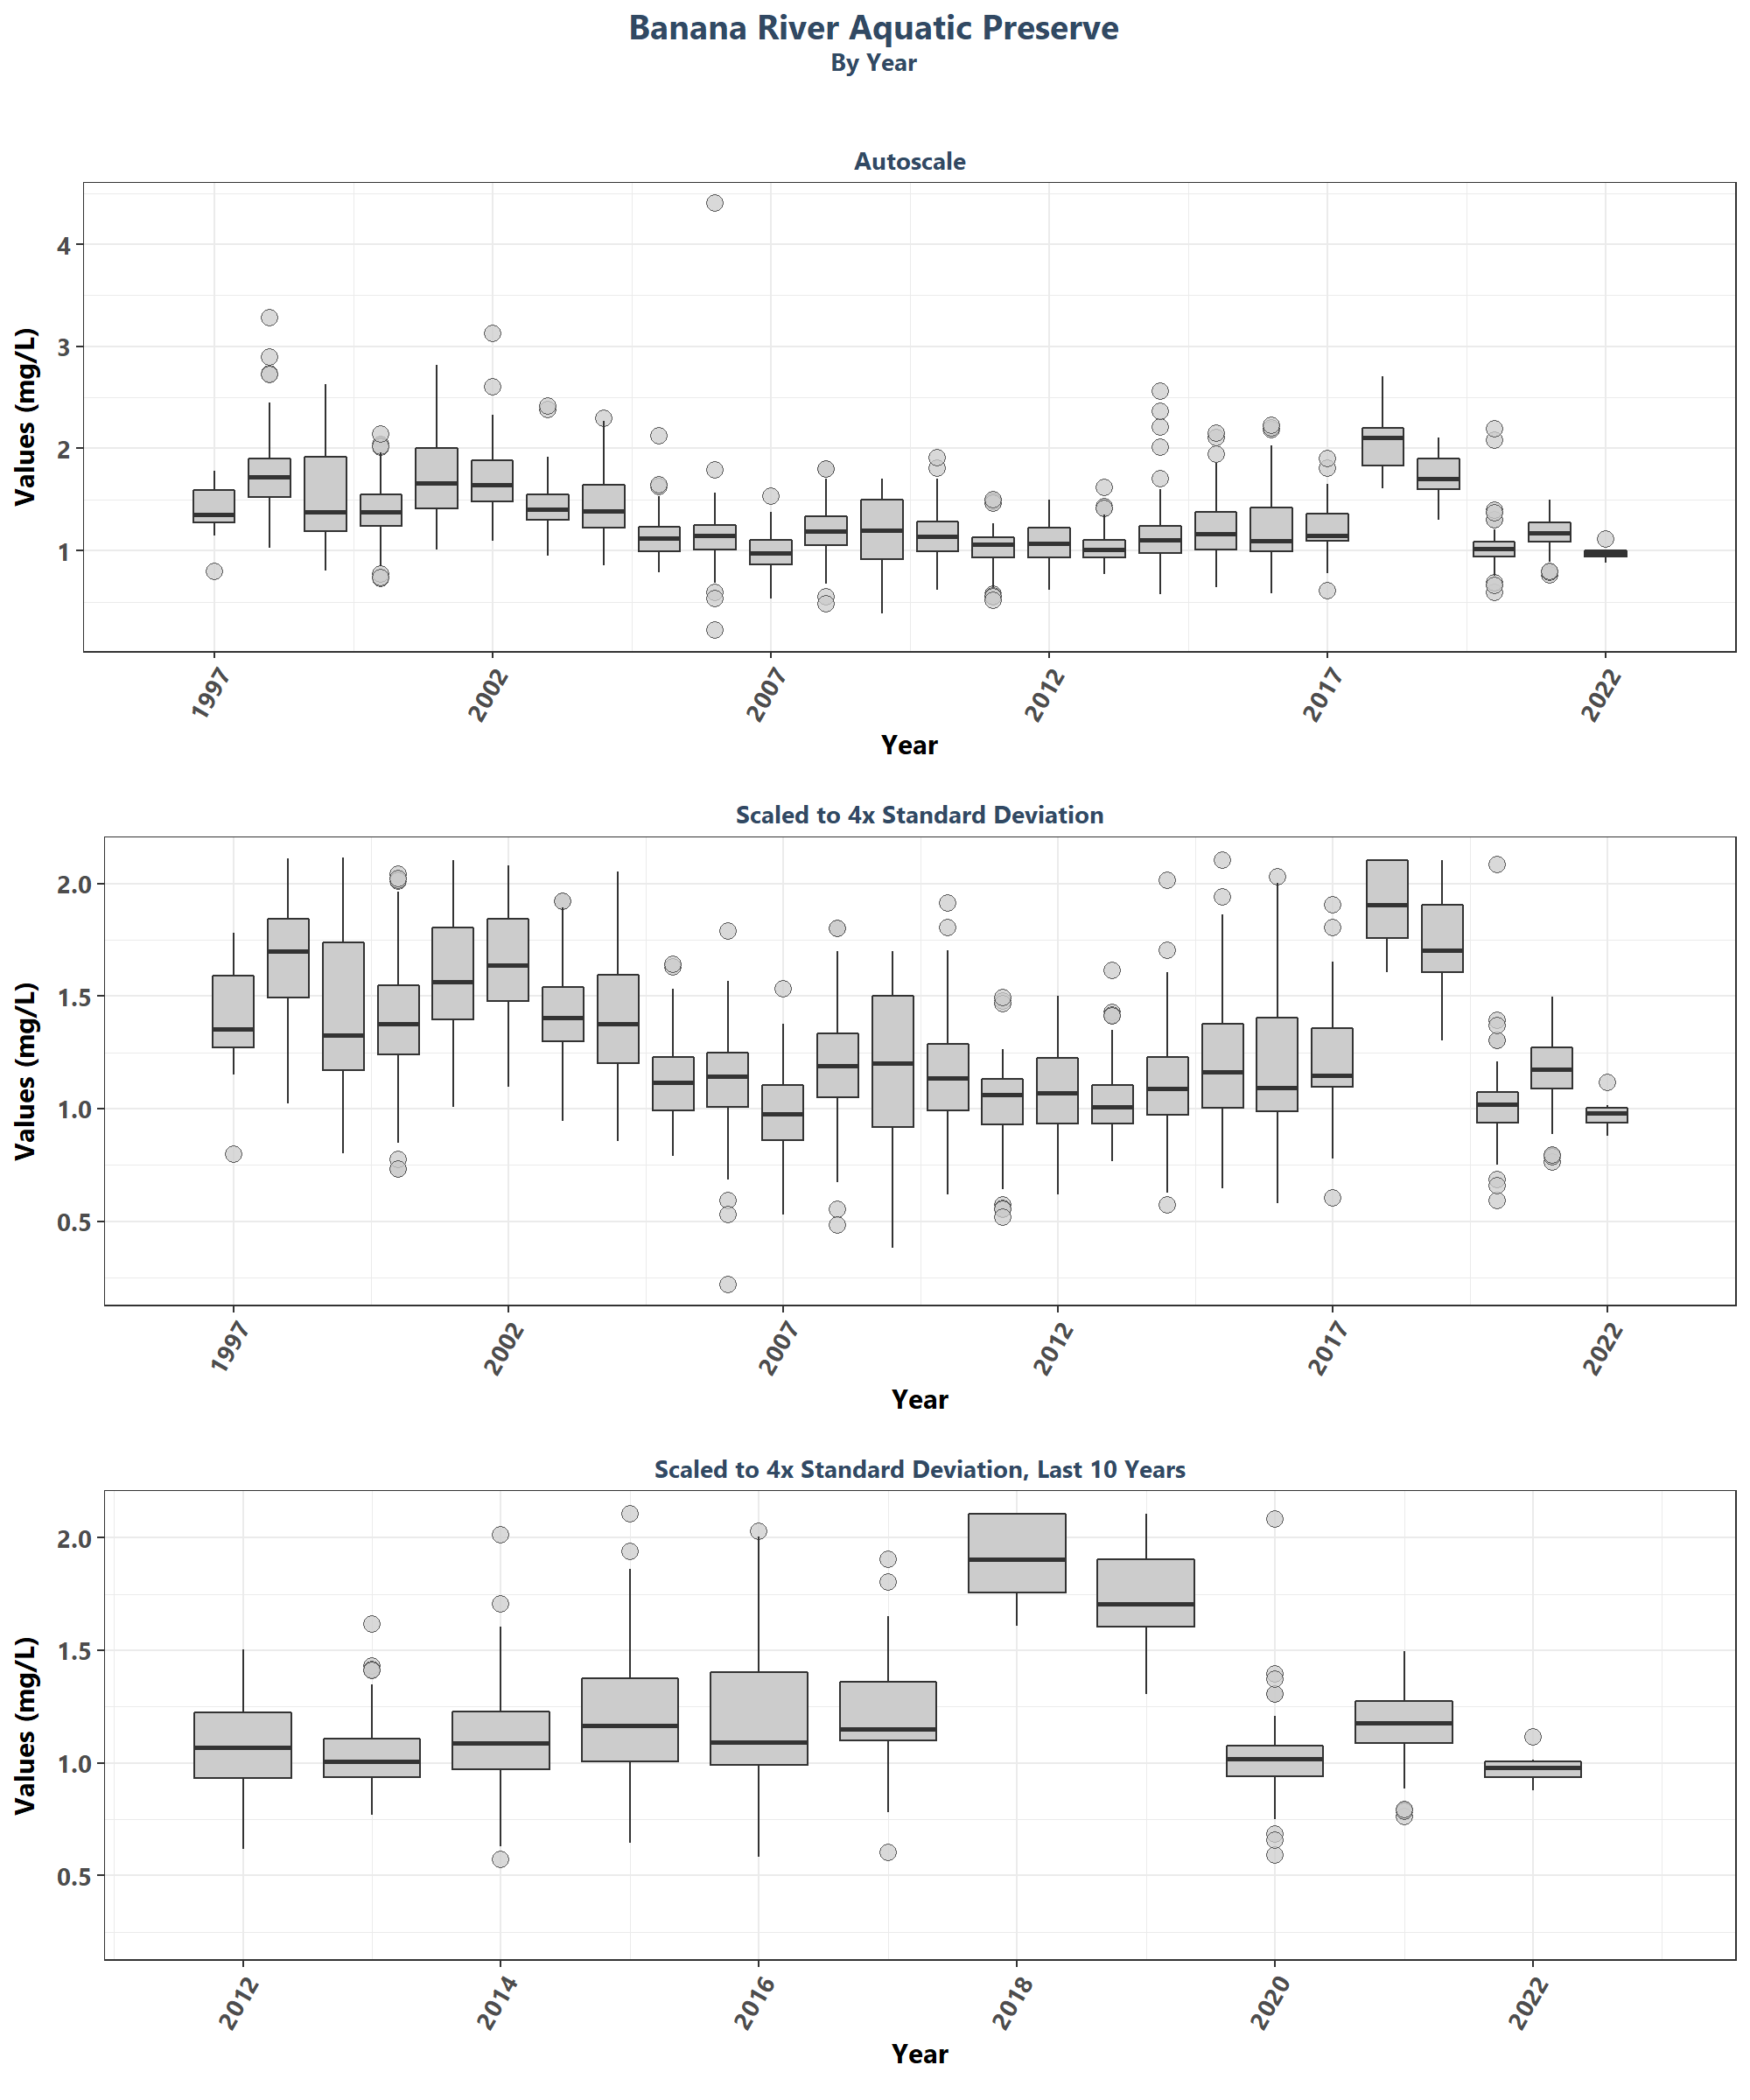 Banana River Aquatic Preserve
By Year
Autoscale
Values (mg/L)
4
3
2
1
1997
2002
2007
2012
2017
2022
Year
Scaled to 4x Standard Deviation
Values (mg/L)
2.0
1.5
1.0
0.5
1997
2002
2007
2012
2017
2022
Year
Scaled to 4x Standard Deviation, Last 10 Years
Values (mg/L)
2.0
1.5
1.0
0.5
2012
2014
2016
2018
2020
2022
Year